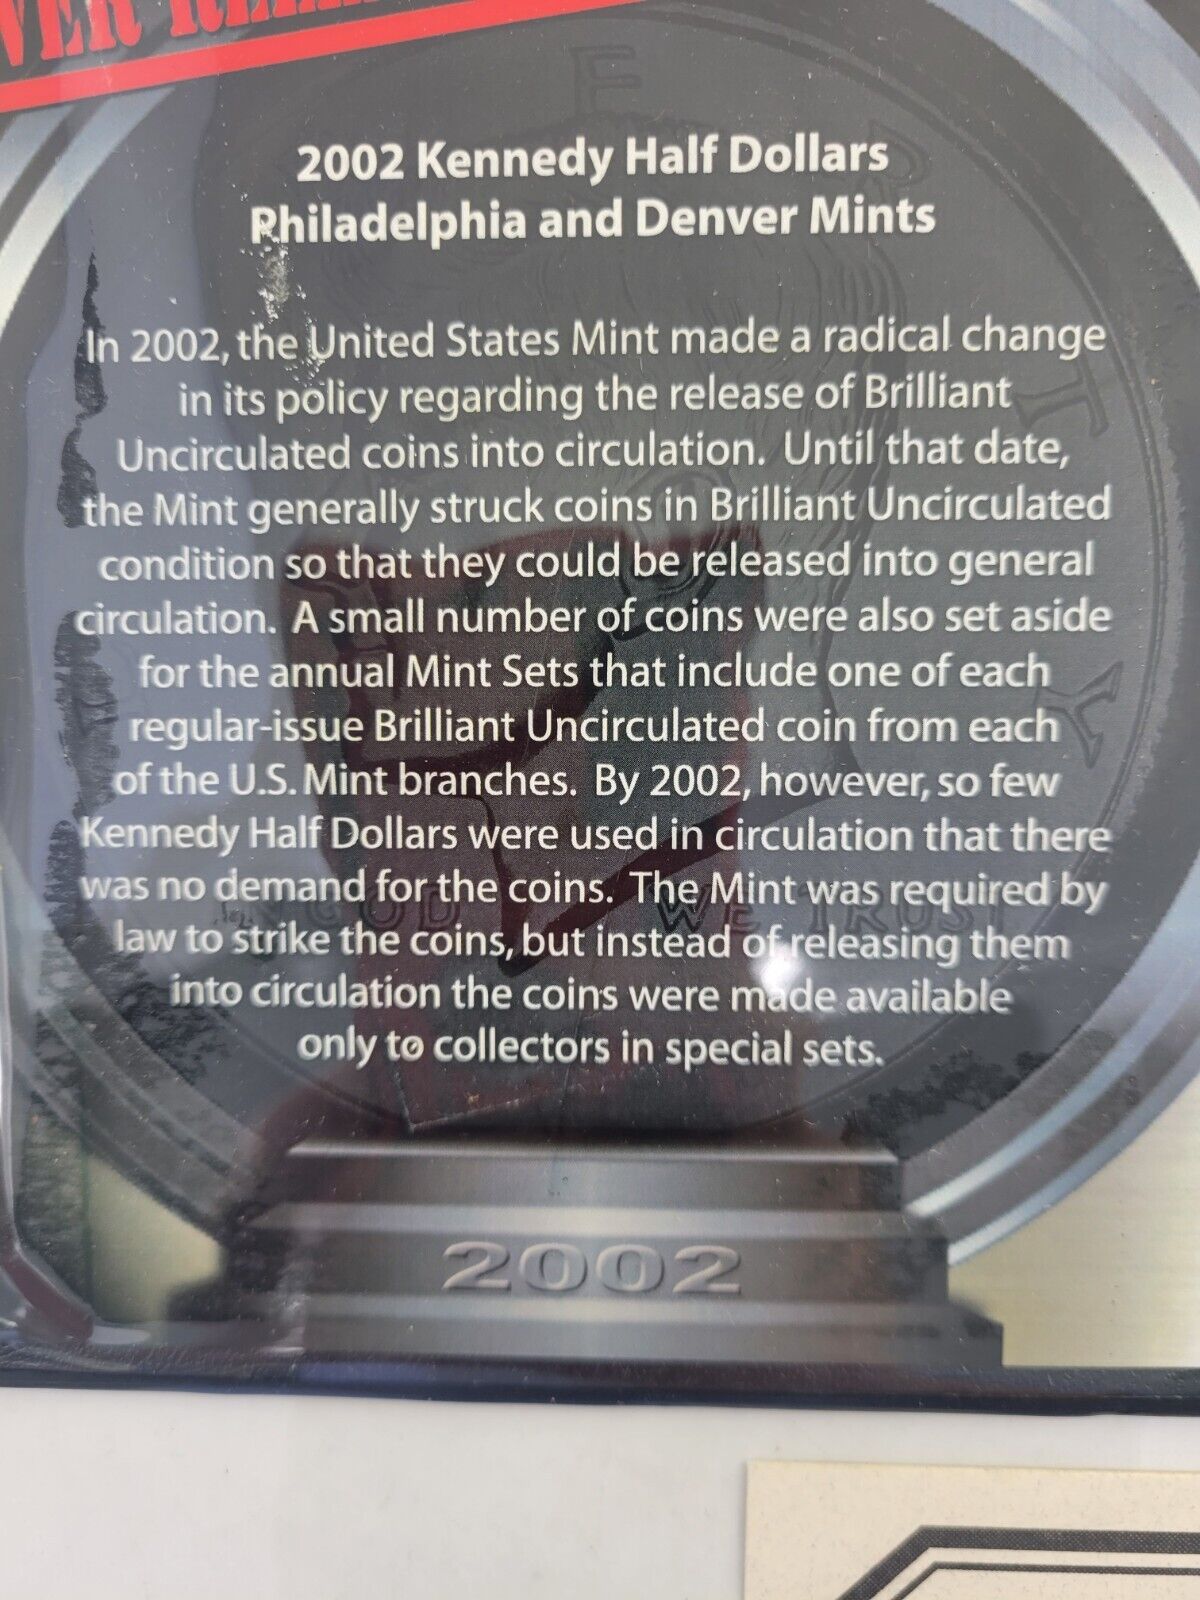 2002 Kennedy Half Dollars
Philadelphia and Denver Mints
In 2002, the United States Mint made a radical change
in its policy regarding the release of Brilliant
Uncirculated coins into circulation. Until that date,
the Mint generally struck coins in Brilliant Uncirculated
condition so that they could be released into general
circulation. A small number of coins were also set aside
for the annual Mint Sets that include one of each
regular-issue Brilliant Uncirculated coin from each
of the U.S. Mint branches. By 2002, however, so few
Kennedy Half Dollars were used in circulation that there
was no demand for the coins. The Mint was required by
law to strike the coins, but instead of releasing them
into circulation the coins were made available
only to collectors in special sets.
GOD WE TRUST
2002